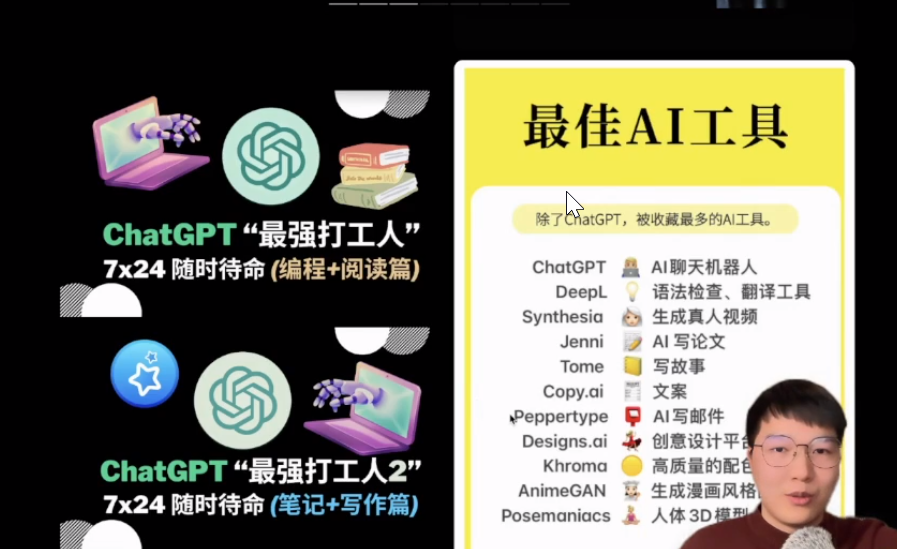 ChatGPT “最强打工人”
7x24 随时待命 (编程+阅读篇)
ChatGPT “最强打工人2”
7x24 随时待命 (笔记+写作篇)
最佳AI工具
除了ChatGPT，被收藏最多的AI工具。
ChatGPT AI聊天机器人
DeepL 语法检查、翻译工具
Synthesia 生成真人视频
Jenni AI 写论文
Tome 写故事
Copy.ai 文案
Peppertype AI写邮件
Designs.ai 创意设计平台
Khroma 高质量的配色
AnimeGAN 生成漫画风格
Posemaniacs 人体3D模型